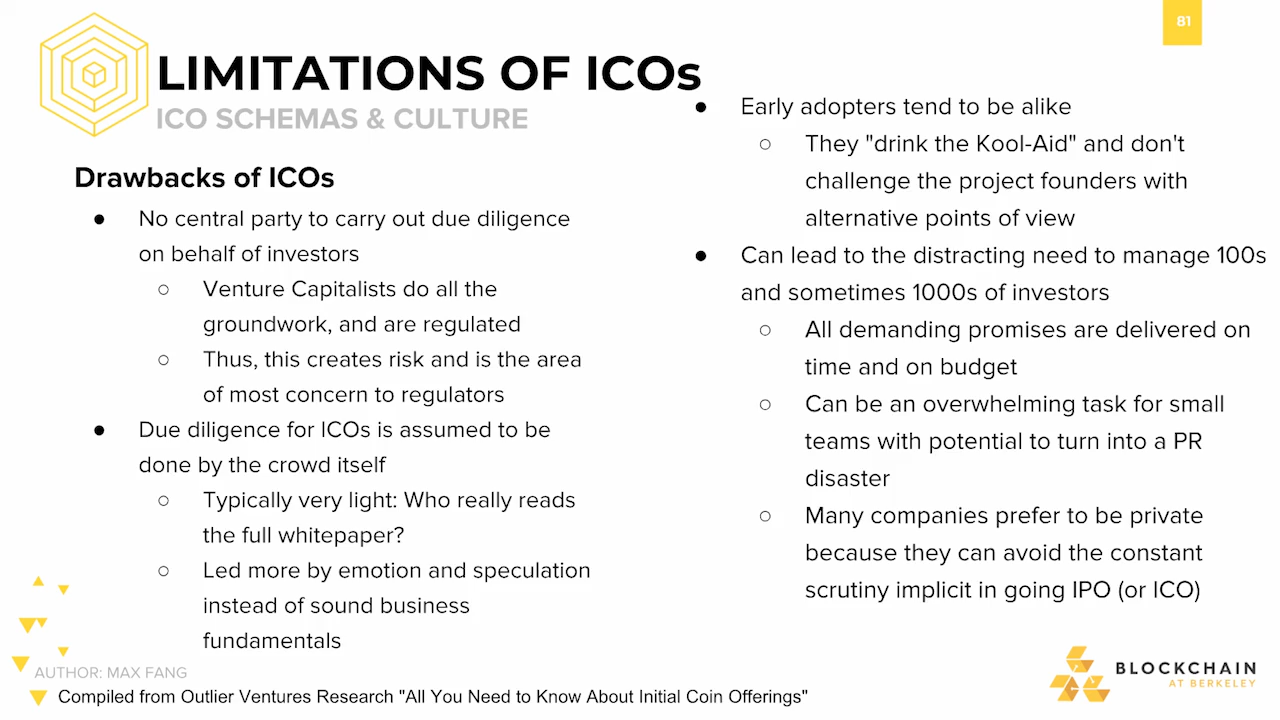 81
LIMITATIONS OF ICOs
ICO SCHEMAS & CULTURE
Drawbacks of ICOs
● No central party to carry out due diligence
on behalf of investors
○ Venture Capitalists do all the
groundwork, and are regulated
○ Thus, this creates risk and is the area
of most concern to regulators
● Due diligence for ICOs is assumed to be
done by the crowd itself
○ Typically very light: Who really reads
the full whitepaper?
○ Led more by emotion and speculation
instead of sound business
fundamentals
● Early adopters tend to be alike
○ They "drink the Kool-Aid" and don't
challenge the project founders with
alternative points of view
● Can lead to the distracting need to manage 100s
and sometimes 1000s of investors
○ All demanding promises are delivered on
time and on budget
○ Can be an overwhelming task for small
teams with potential to turn into a PR
disaster
○ Many companies prefer to be private
because they can avoid the constant
scrutiny implicit in going IPO (or ICO)
AUTHOR: MAX FANG
Compiled from Outlier Ventures Research "All You Need to Know About Initial Coin Offerings"
BLOCKCHAIN
AT BERKELEY